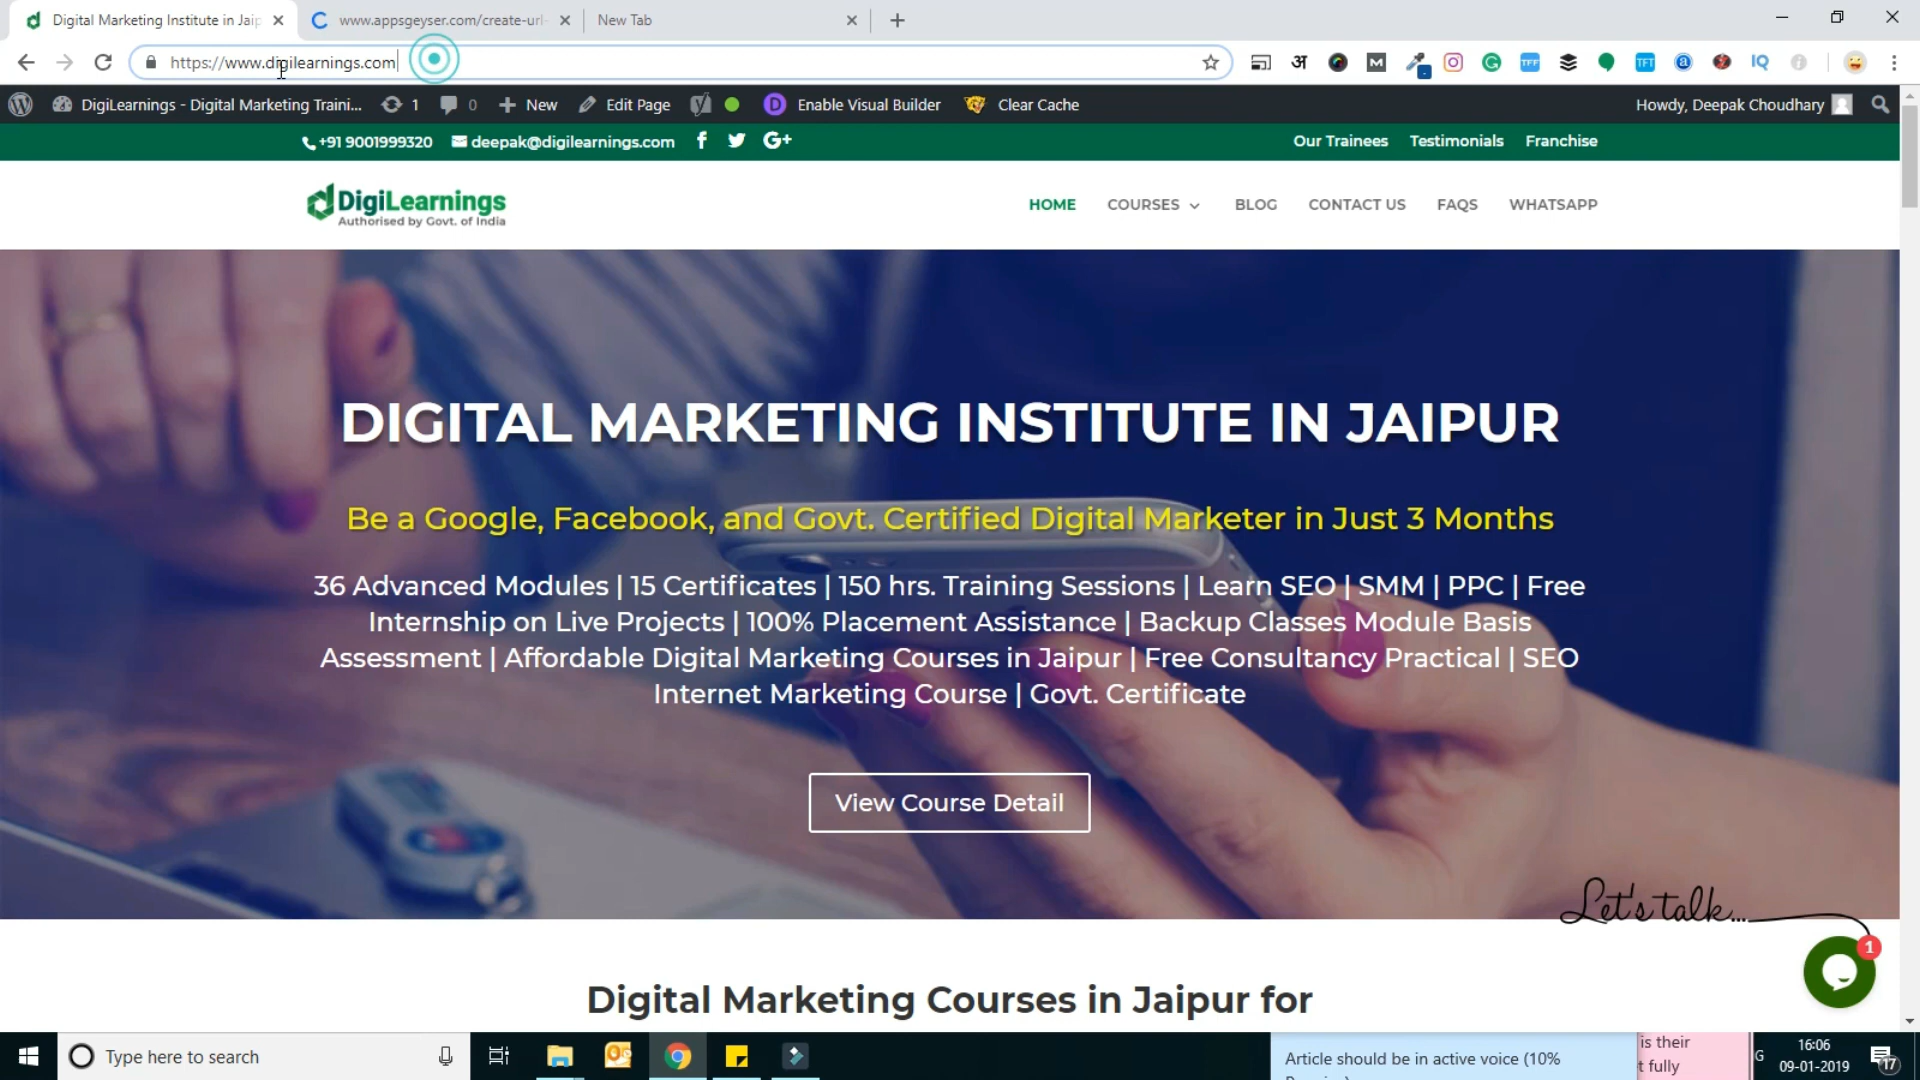 Digital Marketing Institute in Jaip
www.appsgeyser.com/create-url-
New Tab
https://www.digilearnings.com
DigiLearnings - Digital Marketing Traini... 1 0 New Edit Page Enable Visual Builder Clear Cache Howdy, Deepak Choudhary
+91 9001999320 deepak@digilearnings.com Our Trainees Testimonials Franchise
DigiLearnings
Authorised by Govt. of India
HOME COURSES BLOG CONTACT US FAQS WHATSAPP
DIGITAL MARKETING INSTITUTE IN JAIPUR
Be a Google, Facebook, and Govt. Certified Digital Marketer in Just 3 Months
36 Advanced Modules | 15 Certificates | 150 hrs. Training Sessions | Learn SEO | SMM | PPC | Free
Internship on Live Projects | 100% Placement Assistance | Backup Classes Module Basis
Assessment | Affordable Digital Marketing Courses in Jaipur | Free Consultancy Practical | SEO
Internet Marketing Course | Govt. Certificate
View Course Detail
Let's talk...
1
Digital Marketing Courses in Jaipur for
Type here to search
Article should be in active voice (10%
is their
t fully
G
16:06
09-01-2019
17